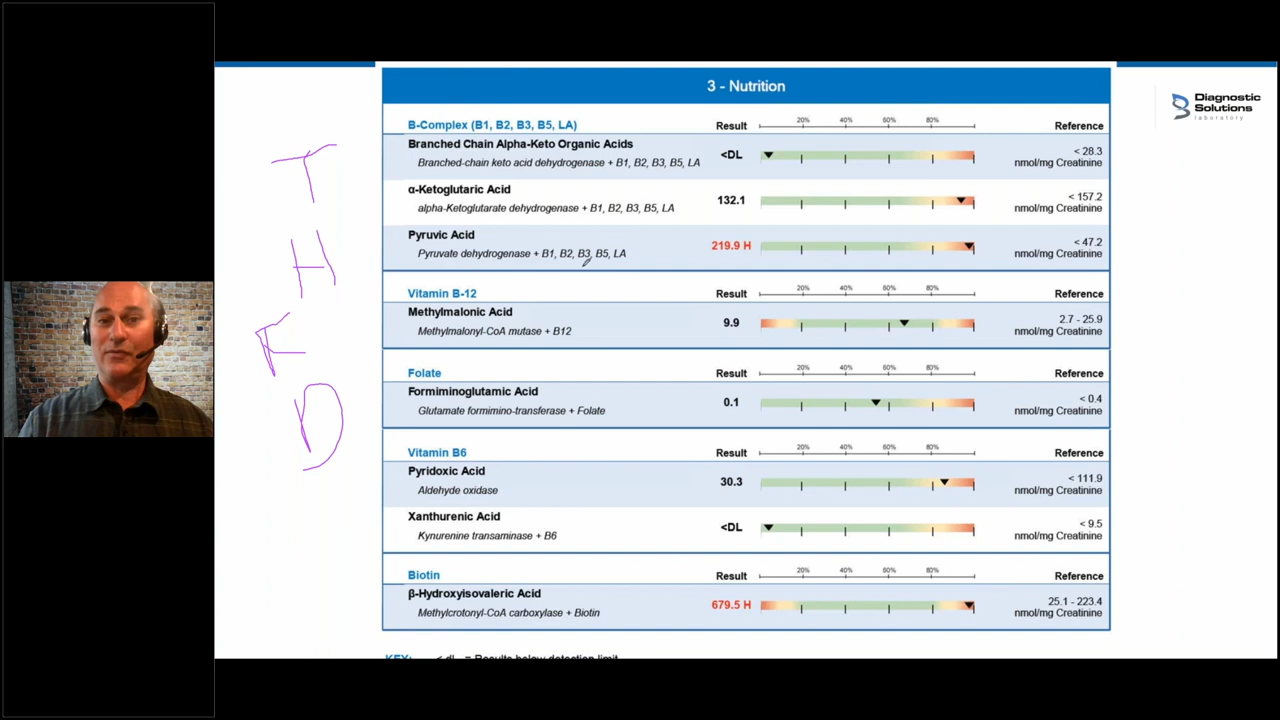 3 - Nutrition
Diagnostic
Solutions
laboratory
B-Complex (B1, B2, B3, B5, LA) Result 20% 40% 60% 80% Reference
Branched Chain Alpha-Keto Organic Acids
Branched-chain keto acid dehydrogenase + B1, B2, B3, B5, LA
<DL
< 28.3
nmol/mg Creatinine
α-Ketoglutaric Acid
alpha-Ketoglutarate dehydrogenase + B1, B2, B3, B5, LA
132.1
< 157.2
nmol/mg Creatinine
Pyruvic Acid
Pyruvate dehydrogenase + B1, B2, B3, B5, LA
219.9 H
< 47.2
nmol/mg Creatinine
Vitamin B-12 Result 20% 40% 60% 80% Reference
Methylmalonic Acid
Methylmalonyl-CoA mutase + B12
9.9
2.7 - 25.9
nmol/mg Creatinine
Folate Result 20% 40% 60% 80% Reference
Formiminoglutamic Acid
Glutamate formimino-transferase + Folate
0.1
< 0.4
nmol/mg Creatinine
Vitamin B6 Result 20% 40% 60% 80% Reference
Pyridoxic Acid
Aldehyde oxidase
30.3
< 111.9
nmol/mg Creatinine
Xanthurenic Acid
Kynurenine transaminase + B6
<DL
< 9.5
nmol/mg Creatinine
Biotin Result 20% 40% 60% 80% Reference
β-Hydroxyisovaleric Acid
Methylcrotonyl-CoA carboxylase + Biotin
679.5 H
25.1 - 223.4
nmol/mg Creatinine
KEY: < dL = Results below detection limit
T
H
F
D